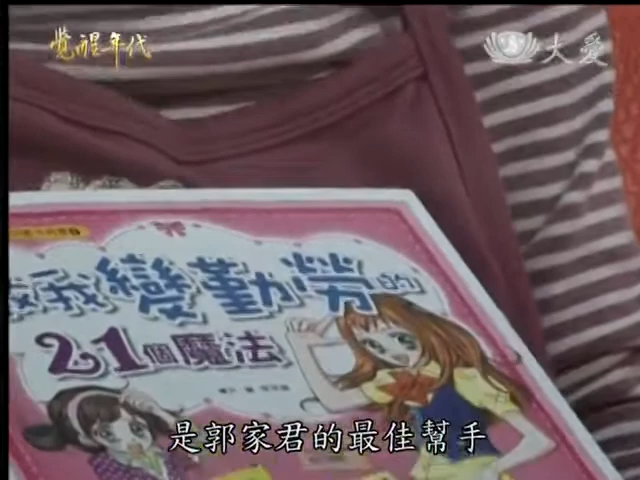 覺醒年代
大愛
我變勤勞的
21個魔法
是郭家君的最佳幫手